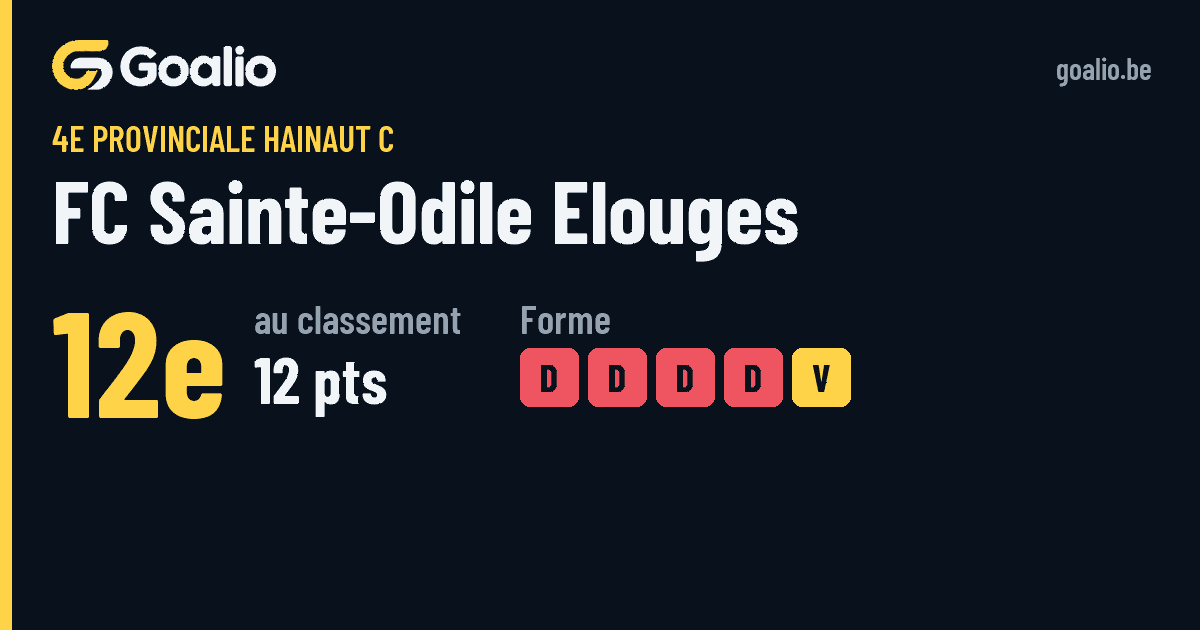 Goalio
goalio.be
4E PROVINCIALE HAINAUT C
FC Sainte-Odile Elouges
12e
au classement
12 pts
Forme
D D D D V